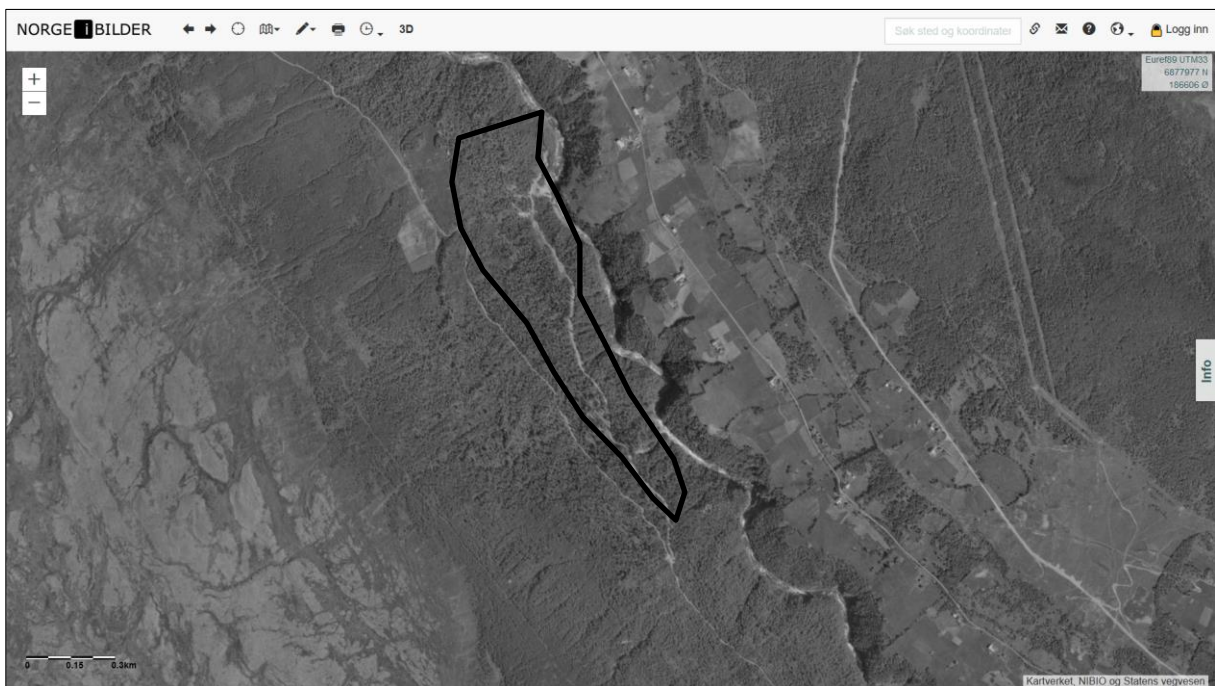 NORGE i BILDER
3D
Søk sted og koordinater
Logg inn
+
−
Euref89 UTM33
6877977 N
186606 Ø
Info
0 0.15 0.3km
Kartverket, NIBIO og Statens vegvesen